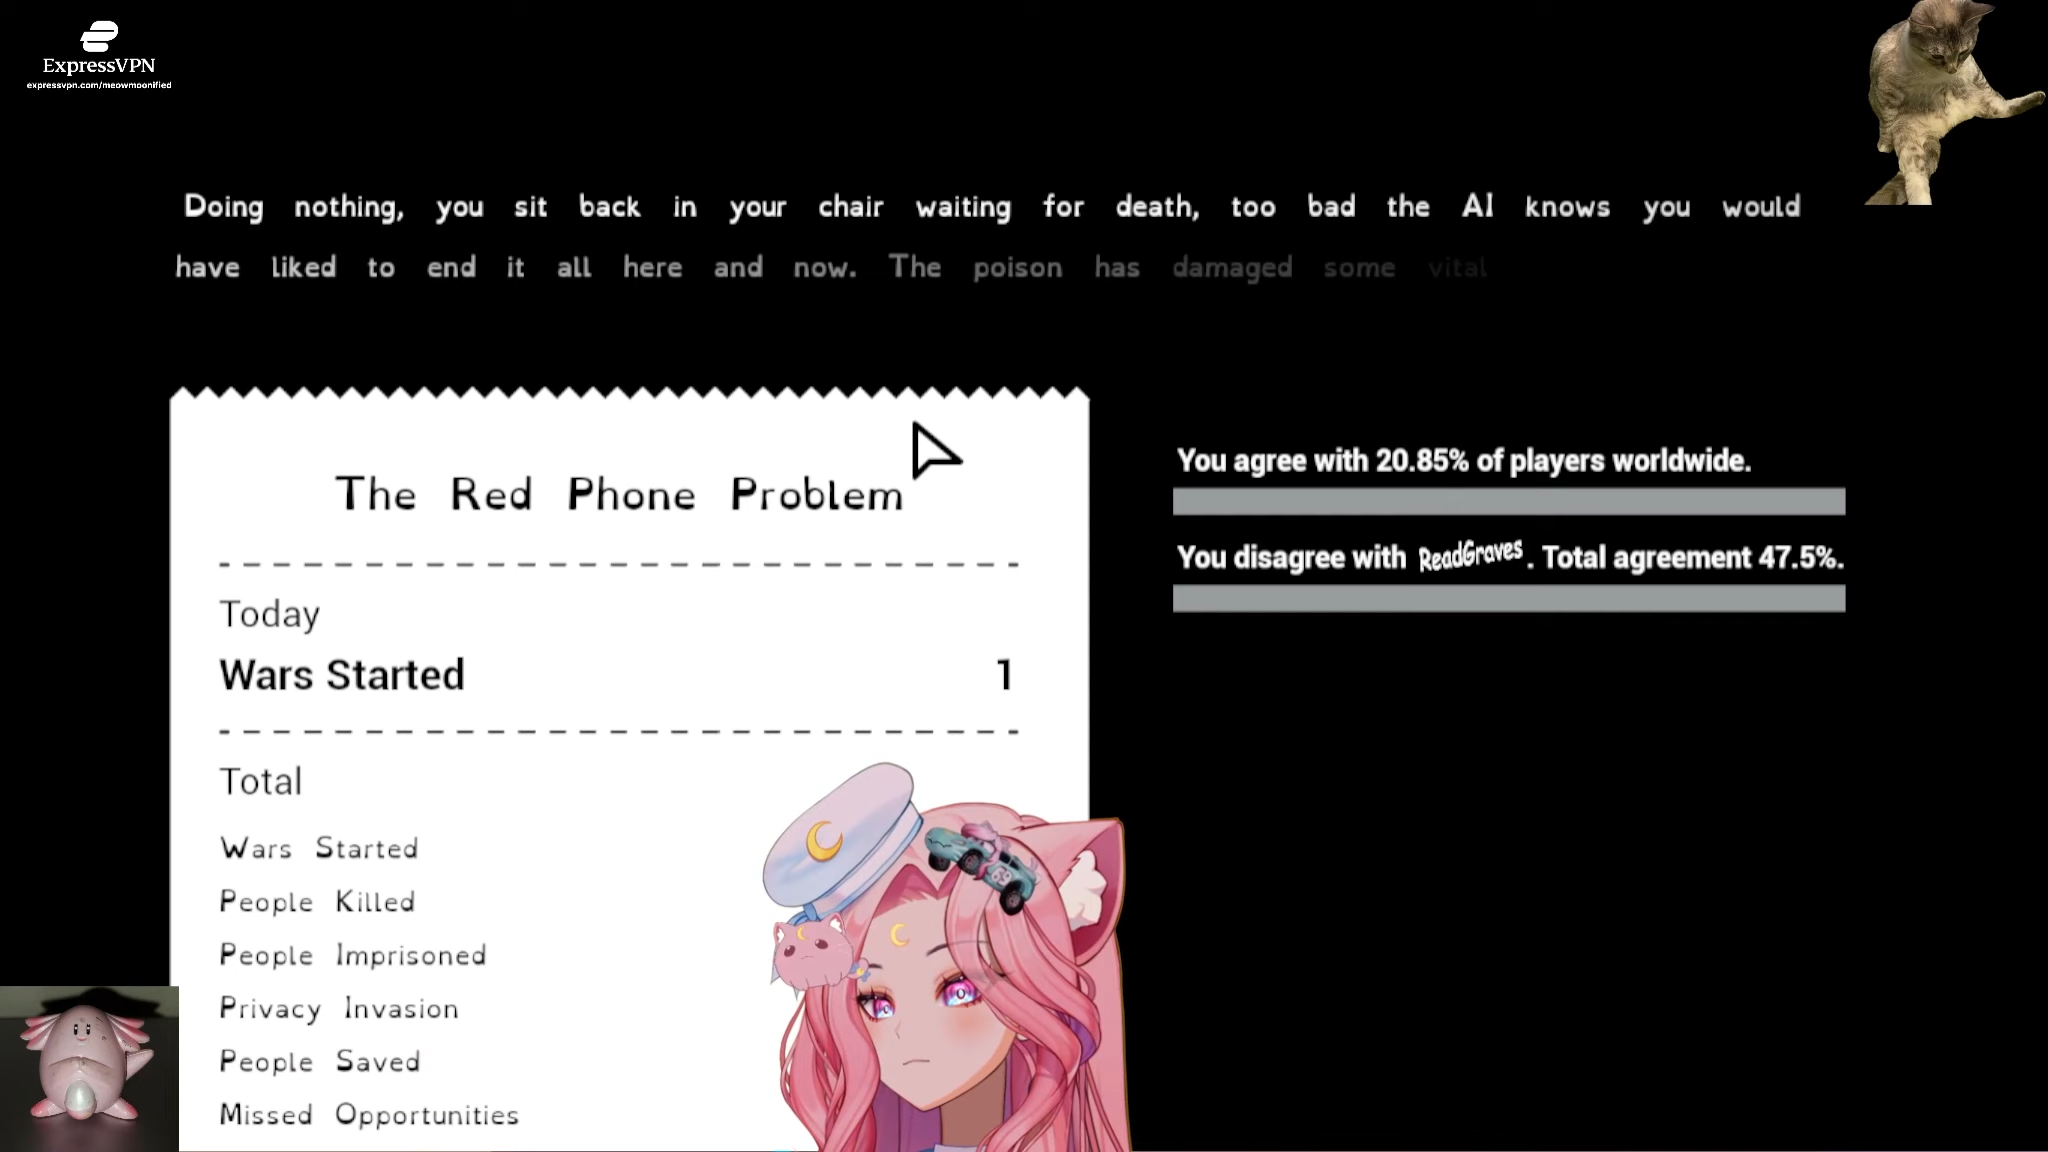 ExpressVPN
expressvpn.com/meowmoonified
Doing nothing, you sit back in your chair waiting for death, too bad the AI knows you would
have liked to end it all here and now. The poison has damaged some vital
The Red Phone Problem
Today
Wars Started 1
Total
Wars Started
People Killed
People Imprisoned
Privacy Invasion
People Saved
Missed Opportunities
You agree with 20.85% of players worldwide.
You disagree with ReadGraves. Total agreement 47.5%.
69